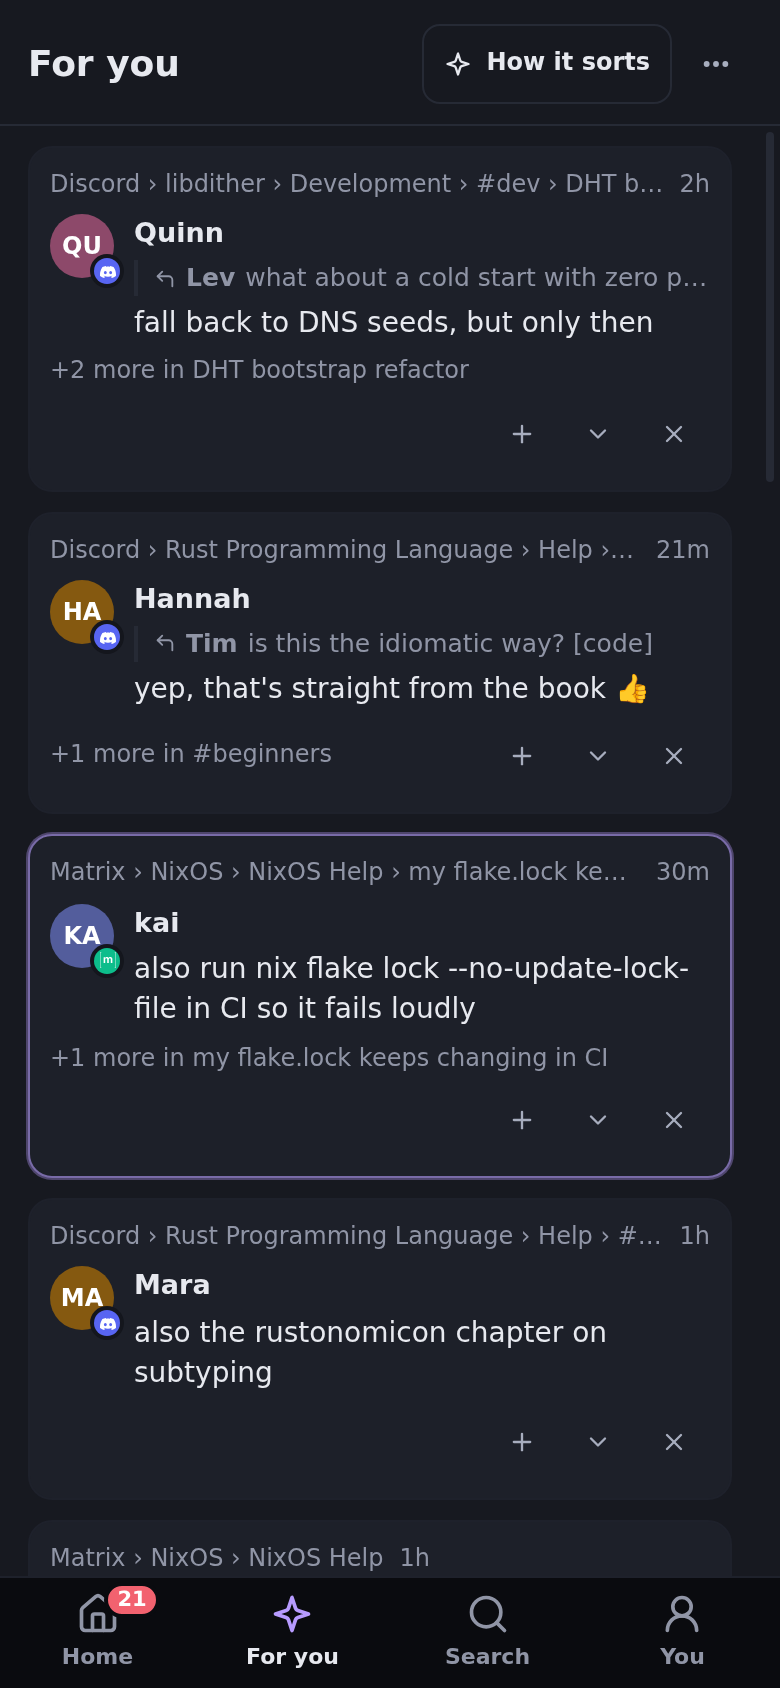 For you
How it sorts
Discord › libdither › Development › #dev › DHT b… 2h
QU
Quinn
Lev what about a cold start with zero p…
fall back to DNS seeds, but only then
+2 more in DHT bootstrap refactor
Discord › Rust Programming Language › Help ›… 21m
HA
Hannah
Tim is this the idiomatic way? [code]
yep, that's straight from the book 👍
+1 more in #beginners
Matrix › NixOS › NixOS Help › my flake.lock ke… 30m
KA
kai
[m]
also run nix flake lock --no-update-lock-
file in CI so it fails loudly
+1 more in my flake.lock keeps changing in CI
Discord › Rust Programming Language › Help › #… 1h
MA
Mara
also the rustonomicon chapter on
subtyping
Matrix › NixOS › NixOS Help 1h
21
Home
For you
Search
You